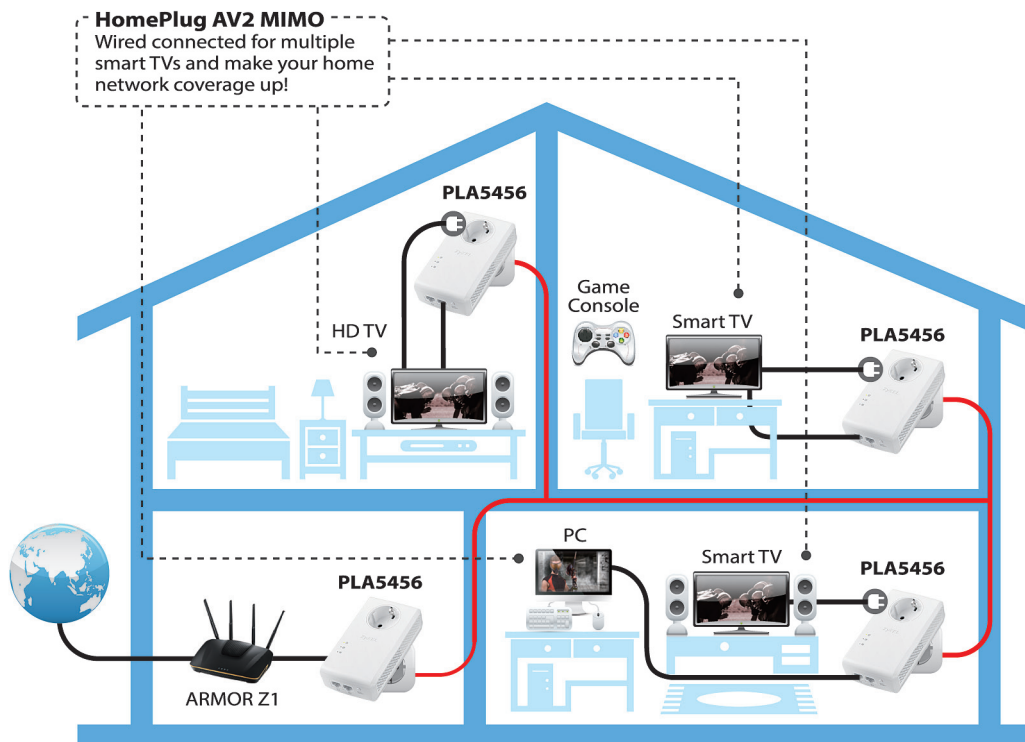 HomePlug AV2 MIMO
Wired connected for multiple
smart TVs and make your home
network coverage up!
PLA5456
HD TV
Game
Console
Smart TV
PLA5456
PC
Smart TV
PLA5456
PLA5456
ARMOR Z1